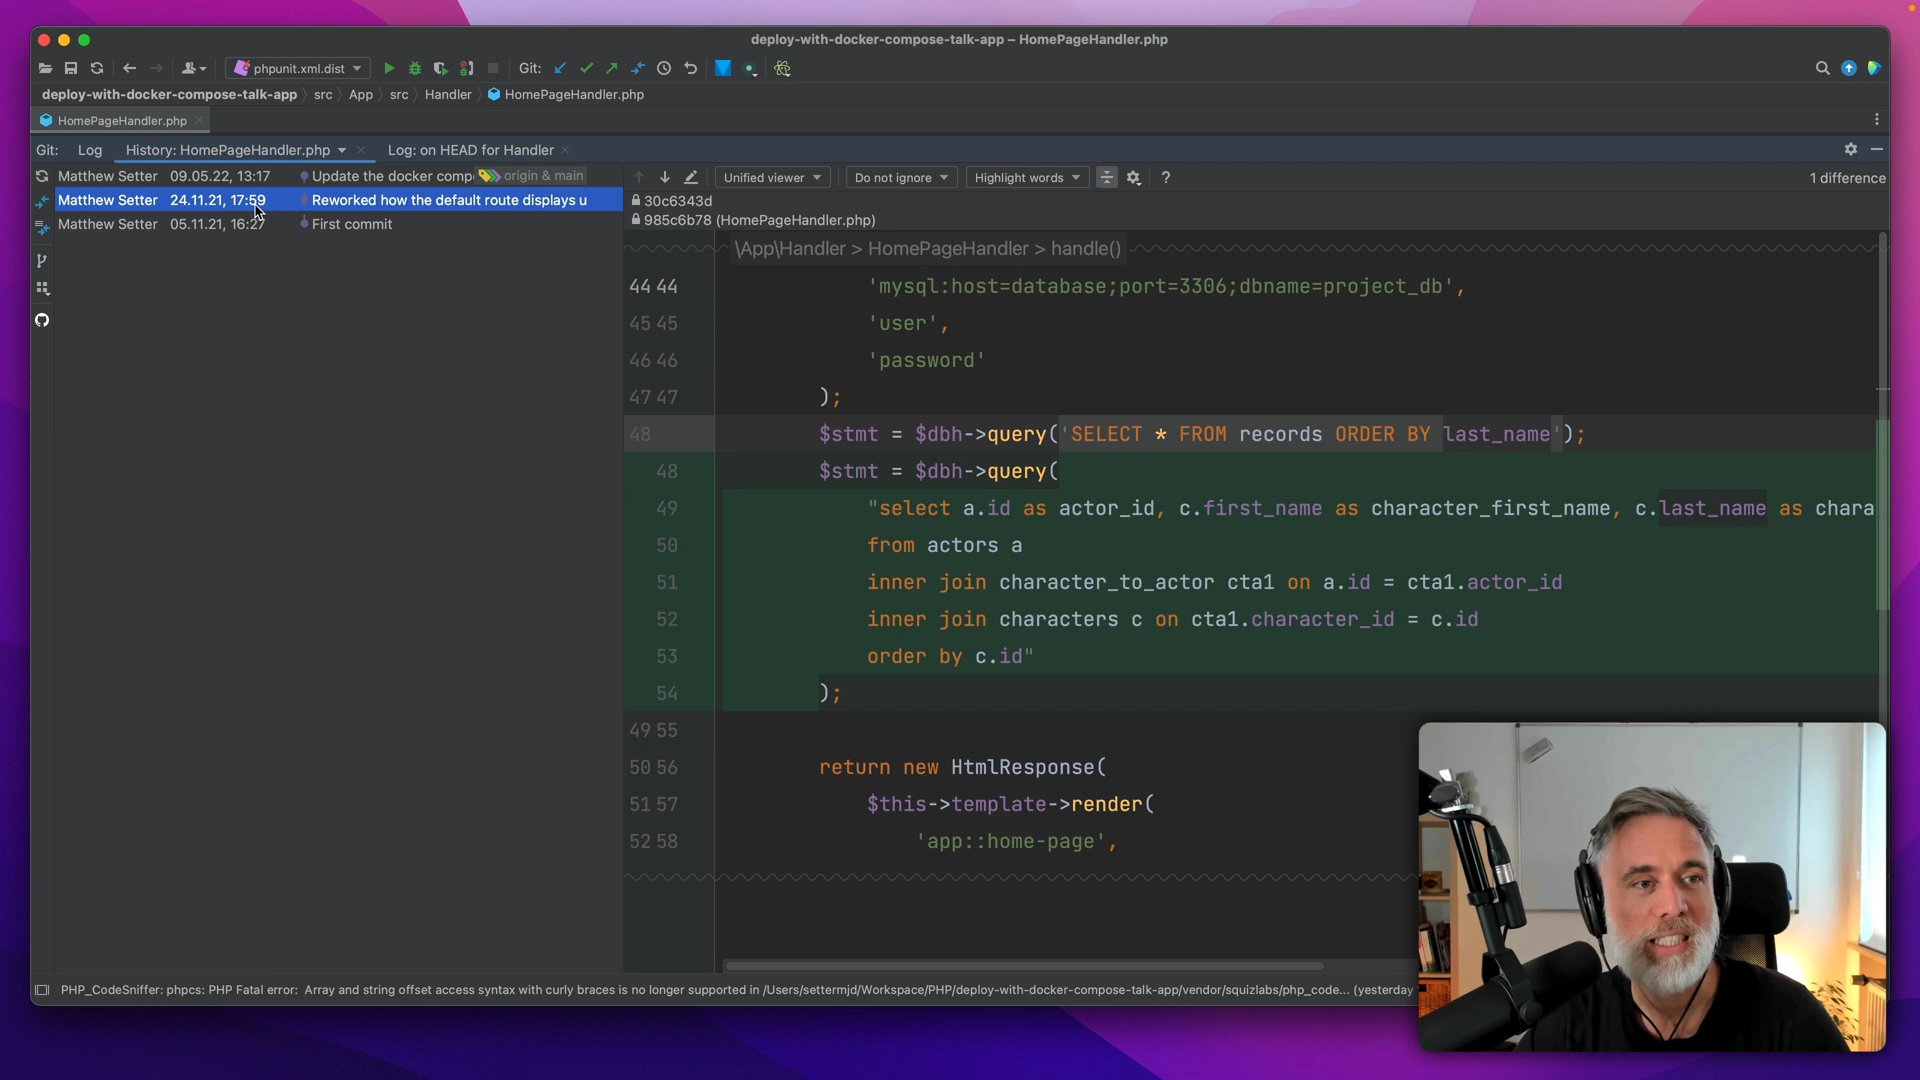 deploy-with-docker-compose-talk-app – HomePageHandler.php
phpunit.xml.dist
Git:
deploy-with-docker-compose-talk-app
src
App
src
Handler
HomePageHandler.php
HomePageHandler.php
Git:
Log
History: HomePageHandler.php
Log: on HEAD for Handler
Matthew Setter 09.05.22, 13:17 Update the docker comp origin & main
Matthew Setter 24.11.21, 17:59 Reworked how the default route displays u
Matthew Setter 05.11.21, 16:27 First commit
Unified viewer
Do not ignore
Highlight words
?
1 difference
30c6343d
985c6b78 (HomePageHandler.php)
\App\Handler > HomePageHandler > handle()
44 44 'mysql:host=database;port=3306;dbname=project_db',
45 45 'user',
46 46 'password'
47 47 );
48 $stmt = $dbh->query('SELECT * FROM records ORDER BY last_name');
48 $stmt = $dbh->query(
49 "select a.id as actor_id, c.first_name as character_first_name, c.last_name as chara
50 from actors a
51 inner join character_to_actor cta1 on a.id = cta1.actor_id
52 inner join characters c on cta1.character_id = c.id
53 order by c.id"
54 );
49 55
50 56 return new HtmlResponse(
51 57 $this->template->render(
52 58 'app::home-page',
PHP_CodeSniffer: phpcs: PHP Fatal error: Array and string offset access syntax with curly braces is no longer supported in /Users/settermjd/Workspace/PHP/deploy-with-docker-compose-talk-app/vendor/squizlabs/php_code... (yesterday